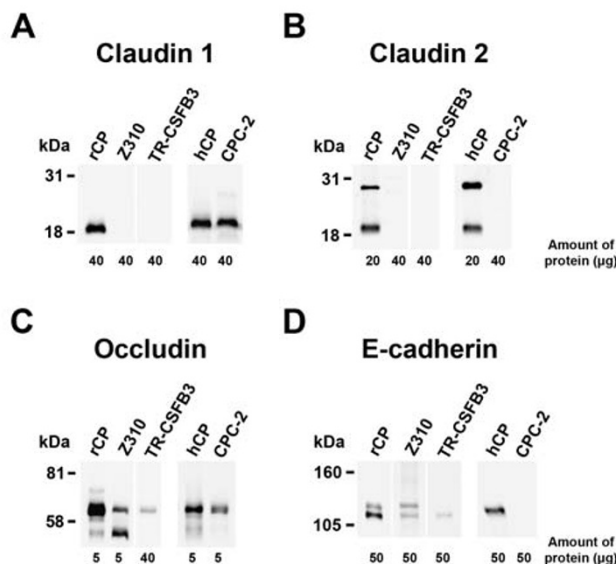 A
Claudin 1
rCP Z310 TR-CSFB3 hCP CPC-2
kDa
31
18
40 40 40 40 40
B
Claudin 2
rCP Z310 TR-CSFB3 hCP CPC-2
kDa
31
18
20 40 40 20 40
Amount of
protein (µg)
C
Occludin
rCP Z310 TR-CSFB3 hCP CPC-2
kDa
81
58
5 5 40 5 5
D
E-cadherin
rCP Z310 TR-CSFB3 hCP CPC-2
kDa
160
105
50 50 50 50 50
Amount of
protein (µg)